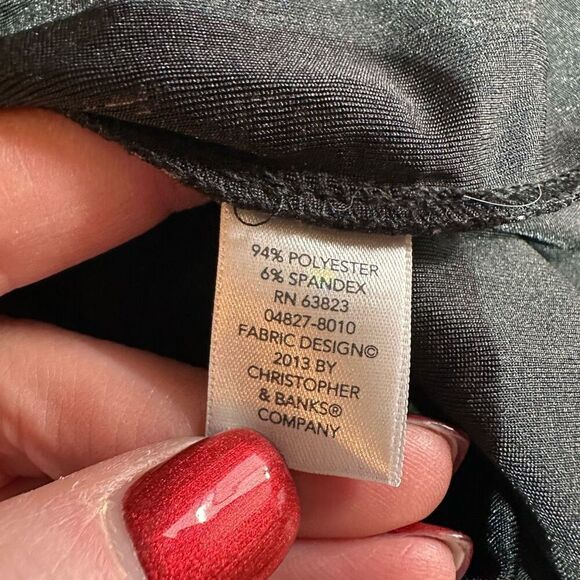 94% POLYESTER
6% SPANDEX
RN 63823
04827-8010
FABRIC DESIGN©
2013 BY
CHRISTOPHER
& BANKS®
COMPANY